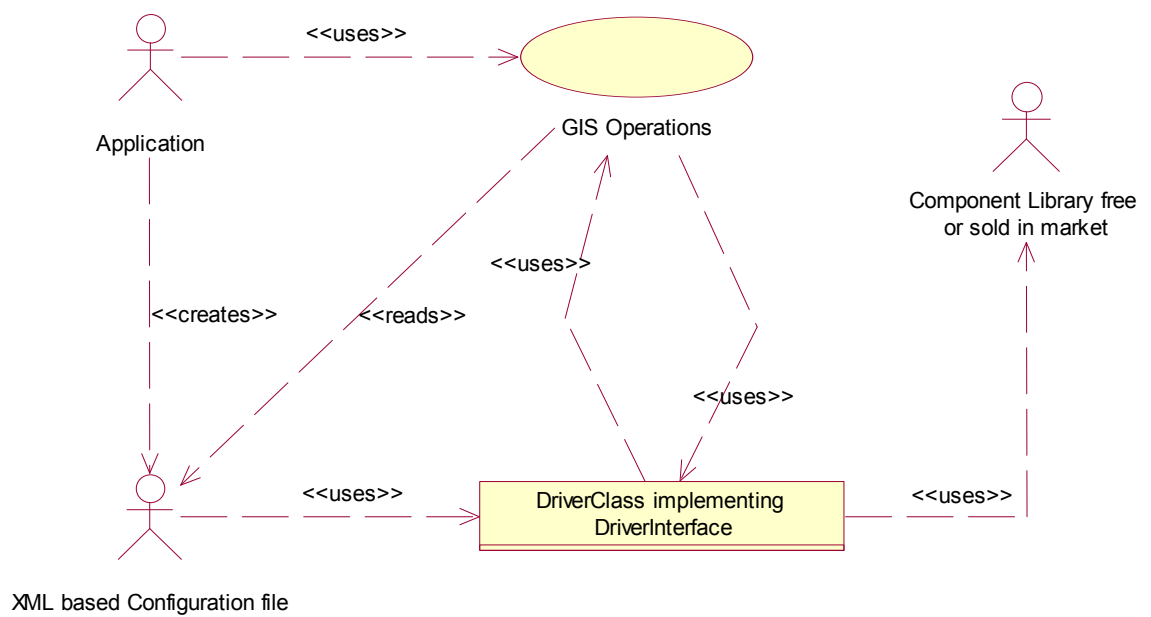 <<uses>>
GIS Operations
Application
Component Library free
or sold in market
<<uses>>
<<creates>>
<<reads>>
<<uses>>
<<uses>>
DriverClass implementing
DriverInterface
<<uses>>
XML based Configuration file